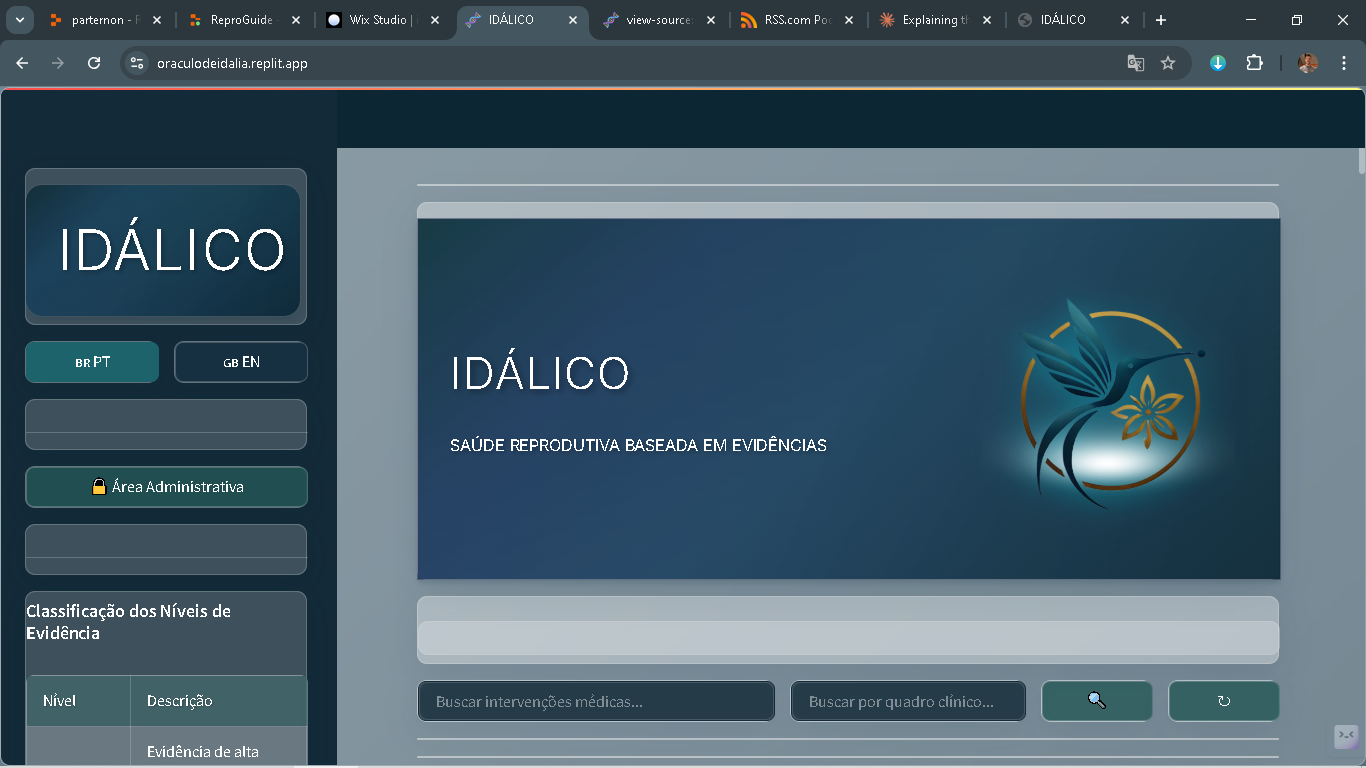 parternon - R
ReproGuide -
Wix Studio |
IDÁLICO
view-source:
RSS.com Poc
Explaining th
IDÁLICO
oraculodeidalia.replit.app
IDÁLICO
BR PT
GB EN
🔒 Área Administrativa
Classificação dos Níveis de
Evidência
Nível
Descrição
Evidência de alta
IDÁLICO
SAÚDE REPRODUTIVA BASEADA EM EVIDÊNCIAS
Buscar intervenções médicas...
Buscar por quadro clínico...
🔍
↻